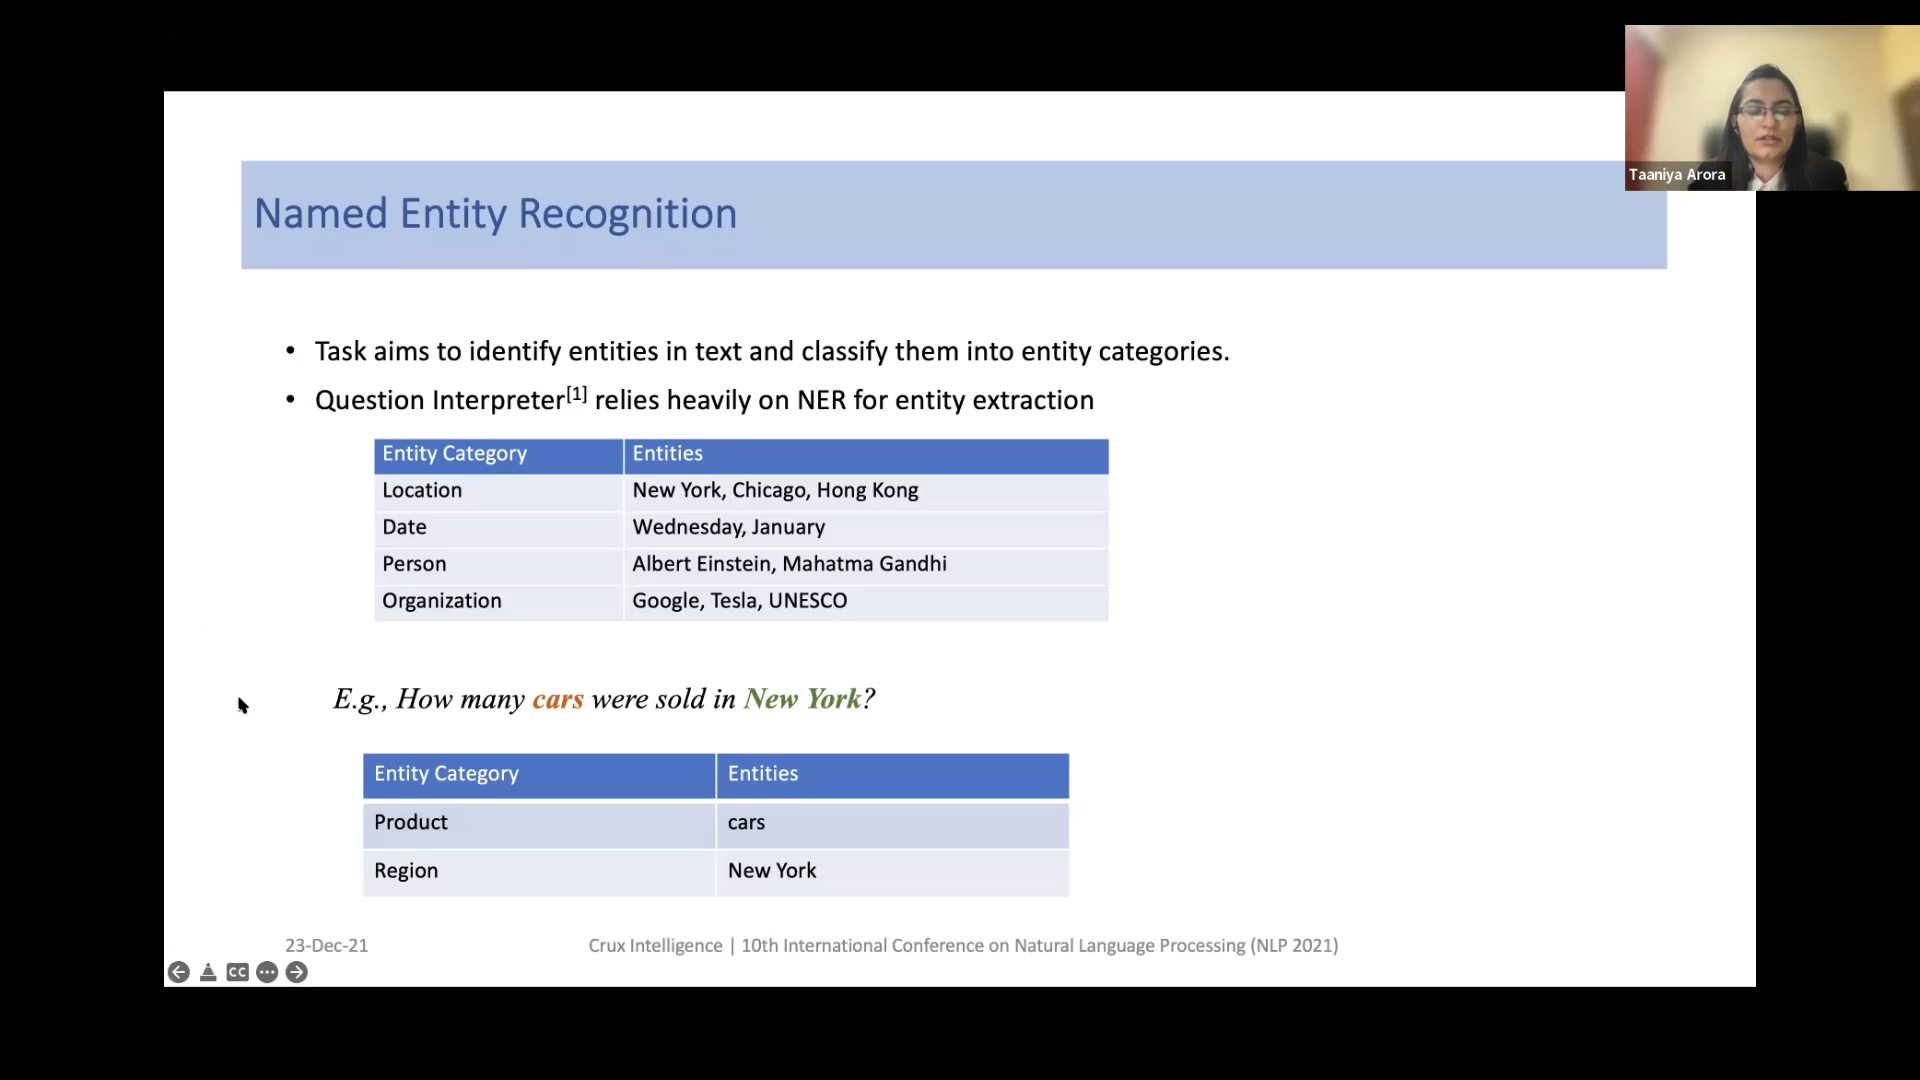 Taaniya Arora
Named Entity Recognition
• Task aims to identify entities in text and classify them into entity categories.
• Question Interpreter[1] relies heavily on NER for entity extraction
Entity Category Entities
Location New York, Chicago, Hong Kong
Date Wednesday, January
Person Albert Einstein, Mahatma Gandhi
Organization Google, Tesla, UNESCO
E.g., How many cars were sold in New York?
Entity Category Entities
Product cars
Region New York
23-Dec-21 Crux Intelligence | 10th International Conference on Natural Language Processing (NLP 2021)
CC